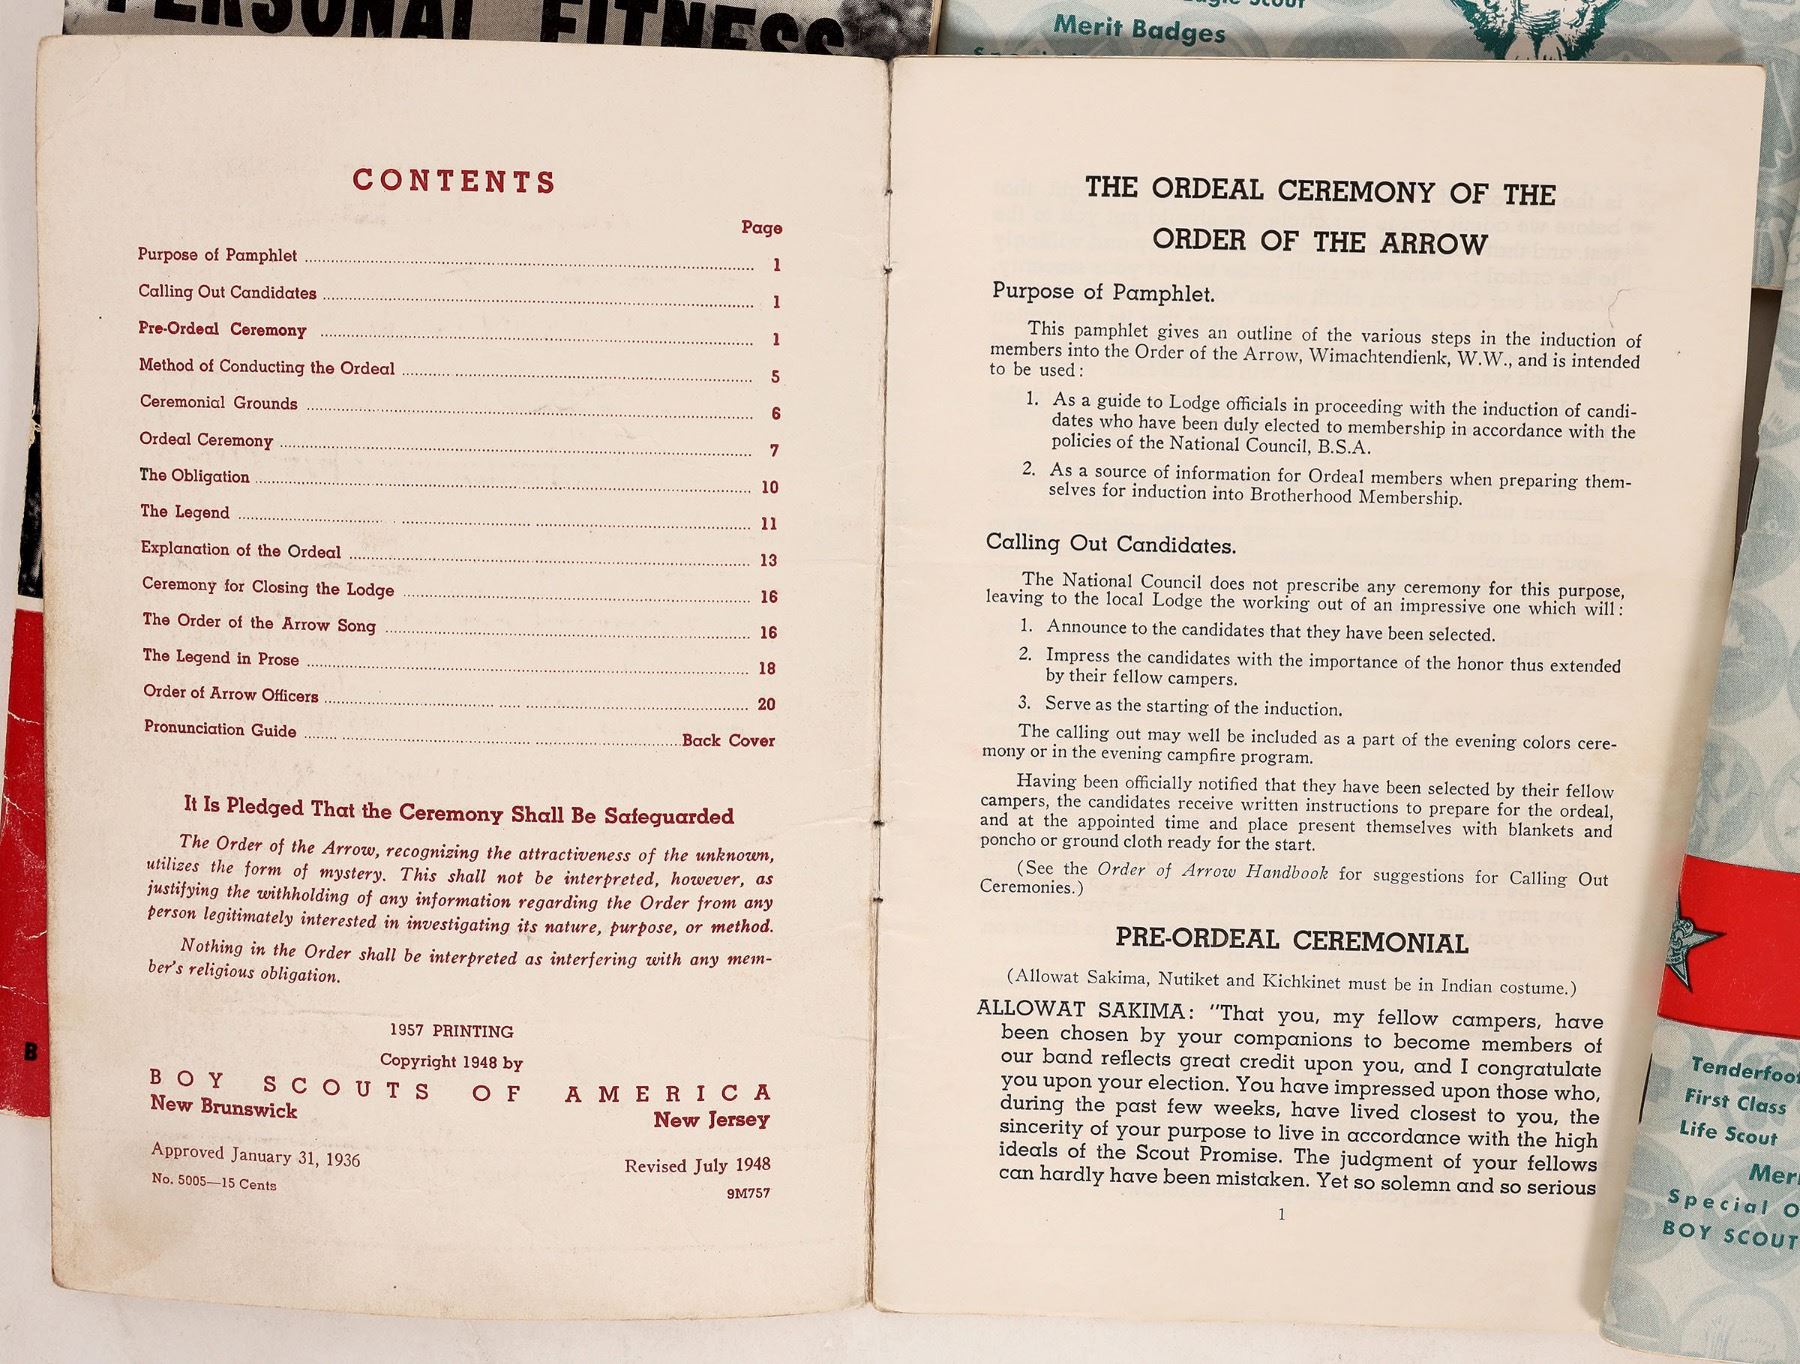 PERSONAL FITNESS
Merit Badges
CONTENTS
Page
Purpose of Pamphlet ........ 1
Calling Out Candidates ........ 1
Pre-Ordeal Ceremony ........ 1
Method of Conducting the Ordeal ........ 5
Ceremonial Grounds ........ 6
Ordeal Ceremony ........ 7
The Obligation ........ 10
The Legend ........ 11
Explanation of the Ordeal ........ 13
Ceremony for Closing the Lodge ........ 16
The Order of the Arrow Song ........ 16
The Legend in Prose ........ 18
Order of Arrow Officers ........ 20
Pronunciation Guide ........ Back Cover
It Is Pledged That the Ceremony Shall Be Safeguarded
The Order of the Arrow, recognizing the attractiveness of the unknown,
utilizes the form of mystery. This shall not be interpreted, however, as
justifying the withholding of any information regarding the Order from any
person legitimately interested in investigating its nature, purpose, or method.
Nothing in the Order shall be interpreted as interfering with any mem-
ber's religious obligation.
1957 PRINTING
Copyright 1948 by
BOY SCOUTS OF AMERICA
New Brunswick New Jersey
Approved January 31, 1936 Revised July 1948
No. 5005—15 Cents 9M757
THE ORDEAL CEREMONY OF THE
ORDER OF THE ARROW
Purpose of Pamphlet.
This pamphlet gives an outline of the various steps in the induction of
members into the Order of the Arrow, Wimachtendienk, W.W., and is intended
to be used:
1. As a guide to Lodge officials in proceeding with the induction of candi-
dates who have been duly elected to membership in accordance with the
policies of the National Council, B.S.A.
2. As a source of information for Ordeal members when preparing them-
selves for induction into Brotherhood Membership.
Calling Out Candidates.
The National Council does not prescribe any ceremony for this purpose,
leaving to the local Lodge the working out of an impressive one which will:
1. Announce to the candidates that they have been selected.
2. Impress the candidates with the importance of the honor thus extended
by their fellow campers.
3. Serve as the starting of the induction.
The calling out may well be included as a part of the evening colors cere-
mony or in the evening campfire program.
Having been officially notified that they have been selected by their fellow
campers, the candidates receive written instructions to prepare for the ordeal,
and at the appointed time and place present themselves with blankets and
poncho or ground cloth ready for the start.
(See the Order of Arrow Handbook for suggestions for Calling Out
Ceremonies.)
PRE-ORDEAL CEREMONIAL
(Allowat Sakima, Nutiket and Kichkinet must be in Indian costume.)
ALLOWAT SAKIMA: "That you, my fellow campers, have
been chosen by your companions to become members of
our band reflects great credit upon you, and I congratulate
you upon your election. You have impressed upon those who,
during the past few weeks, have lived closest to you, the
sincerity of your purpose to live in accordance with the high
ideals of the Scout Promise. The judgment of your fellows
can hardly have been mistaken. Yet so solemn and so serious
1
B
Tenderfoot
First Class
Life Scout
Special
BOY SCOUT